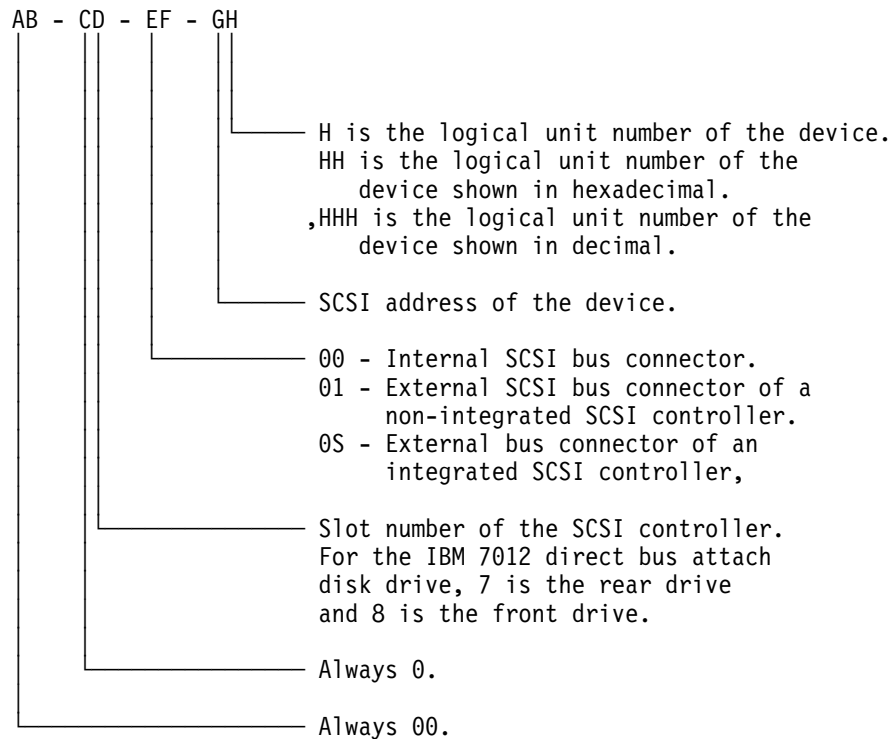 AB - CD - EF - GH
H is the logical unit number of the device.
HH is the logical unit number of the
device shown in hexadecimal.
,HHH is the logical unit number of the
device shown in decimal.
SCSI address of the device.
00 - Internal SCSI bus connector.
01 - External SCSI bus connector of a
non-integrated SCSI controller.
0S - External bus connector of an
integrated SCSI controller,
Slot number of the SCSI controller.
For the IBM 7012 direct bus attach
disk drive, 7 is the rear drive
and 8 is the front drive.
Always 0.
Always 00.